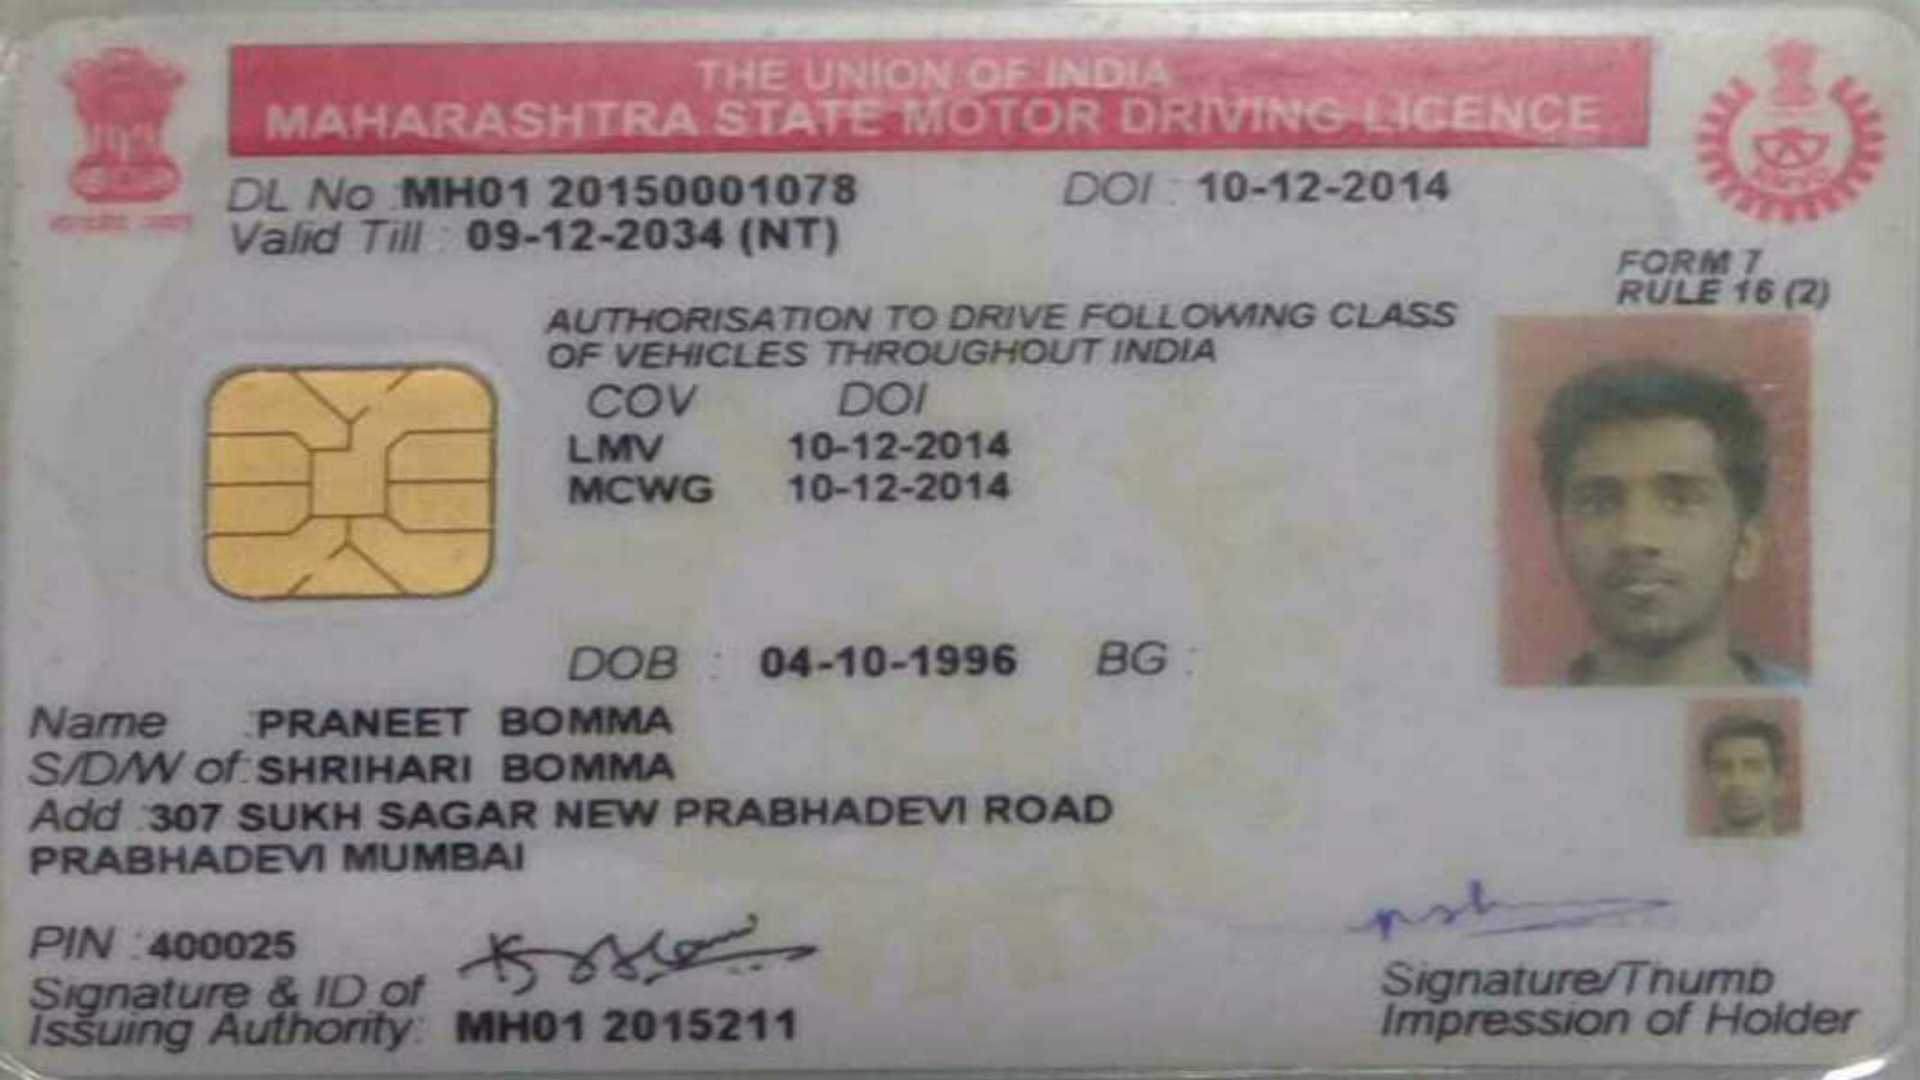 THE UNION OF INDIA
MAHARASHTRA STATE MOTOR DRIVING LICENCE
DL No MH01 20150001078 DOI : 10-12-2014
Valid Till : 09-12-2034 (NT)
FORM 7
RULE 16 (2)
AUTHORISATION TO DRIVE FOLLOWING CLASS
OF VEHICLES THROUGHOUT INDIA
COV DOI
LMV 10-12-2014
MCWG 10-12-2014
DOB : 04-10-1996 BG :
Name :PRANEET BOMMA
S/D/W of:SHRIHARI BOMMA
Add :307 SUKH SAGAR NEW PRABHADEVI ROAD
PRABHADEVI MUMBAI
PIN :400025
Signature & ID of
Issuing Authority: MH01 2015211
Signature/Thumb
Impression of Holder